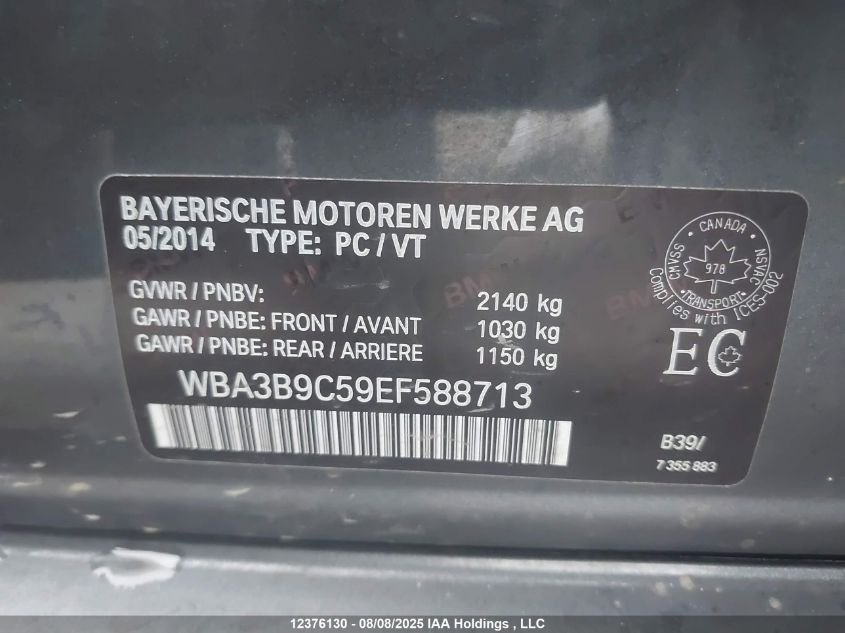 BAYERISCHE MOTOREN WERKE AG
05/2014 TYPE: PC / VT
GVWR / PNBV: 2140 kg
GAWR / PNBE: FRONT / AVANT 1030 kg
GAWR / PNBE: REAR / ARRIERE 1150 kg
WBA3B9C59EF588713
CANADA
CMVSS NSVAC
978
TRANSPORT
Complies with ICES-002
EC
B39/
7 355 883
12376130 - 08/08/2025 IAA Holdings , LLC